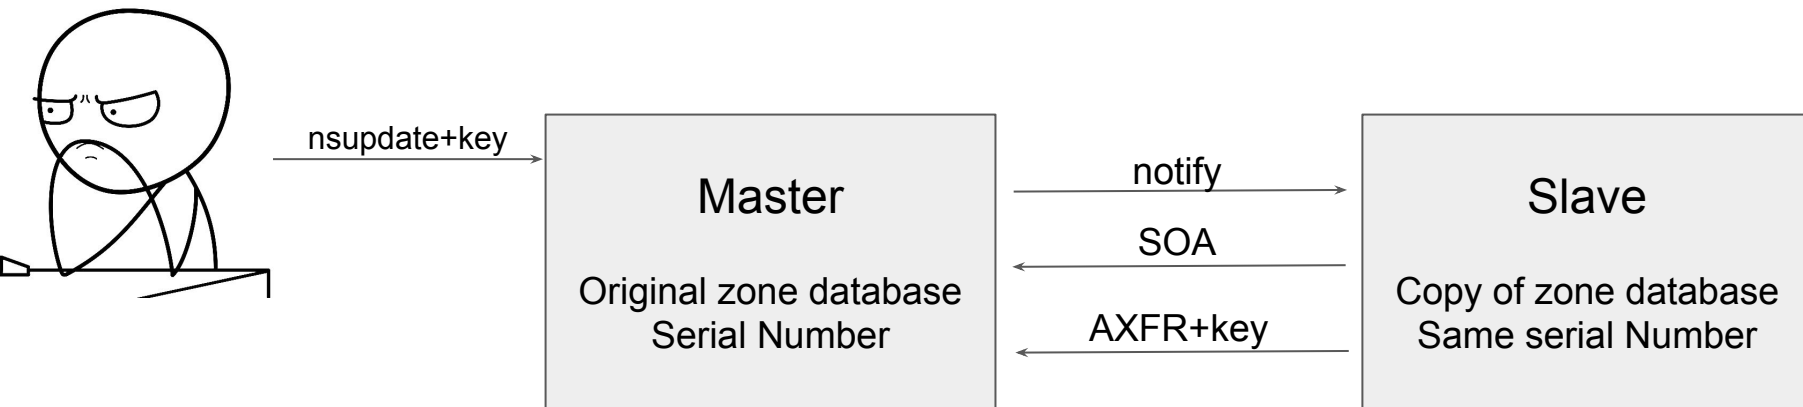 nsupdate+key
Master
Original zone database
Serial Number
notify
SOA
AXFR+key
Slave
Copy of zone database
Same serial Number